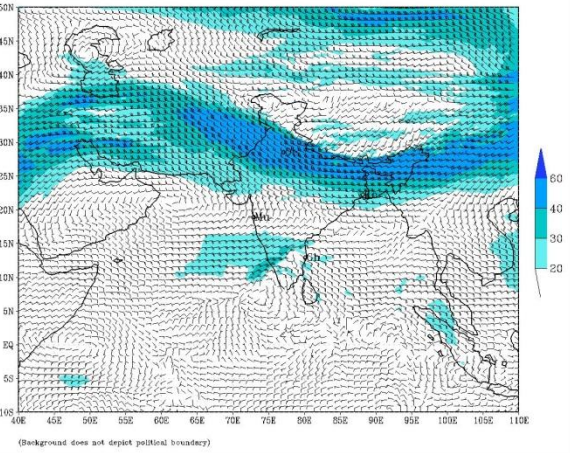 50N
45N
40N
35N
30N
25N
20N
15N
10N
5N
EQ
5S
10S
40E 45E 50E 55E 60E 65E 70E 75E 80E 85E 90E 95E 100E 105E 110E
Mu
Ch
60
40
30
20
(Background does not depict political boundary)